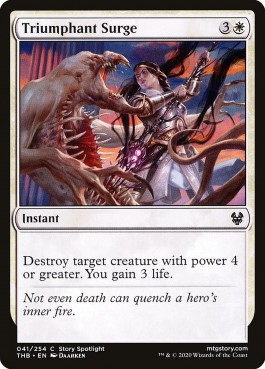 Triumphant Surge 3
Instant
Destroy target creature with power 4
or greater. You gain 3 life.
Not even death can quench a hero's
inner fire.
041/254 C Story Spotlight
THB • EN Daarken
mtgstory.com
™ & © 2020 Wizards of the Coast